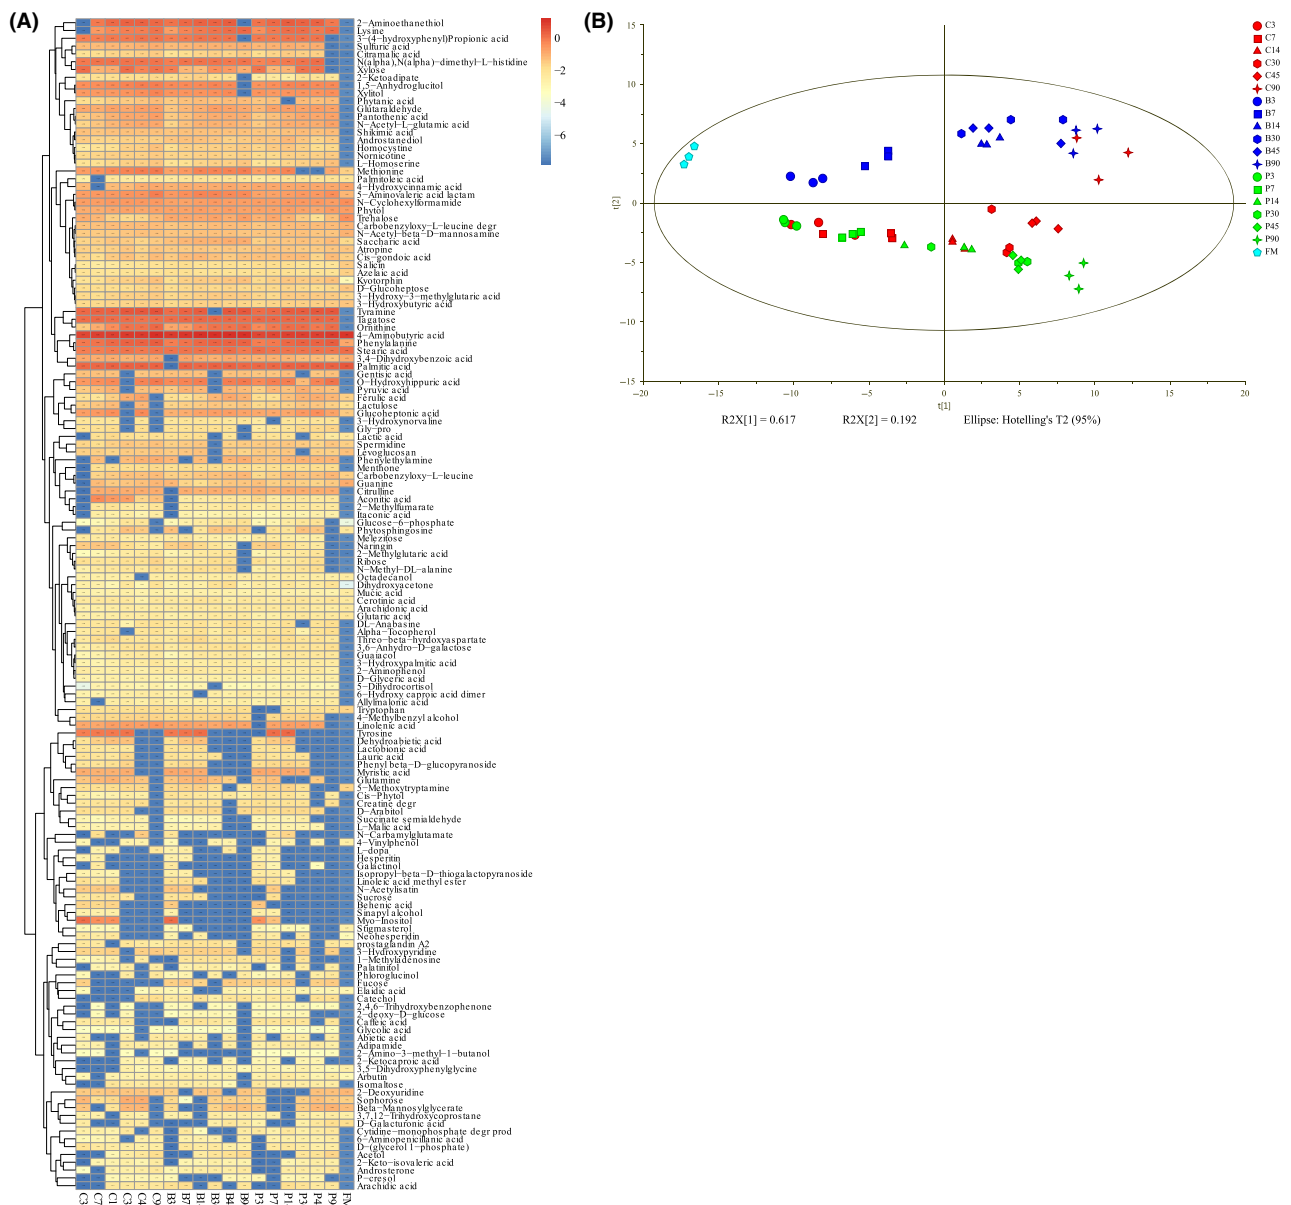 (A)
2−Aminoethanethiol
Lysine
3−(4−hydroxyphenyl)Propionic acid
Sulfuric acid
Citramalic acid
N(alpha),N(alpha)−dimethyl−L−histidine
Xylose
2−Ketoadipate
1,5−Anhydroglucitol
Xylitol
Phytanic acid
Glutaraldehyde
Pantothenic acid
N−Acetyl−L−glutamic acid
Shikimic acid
Androstanediol
Homocystine
Nornicotine
L−Homoserine
Methionine
Palmitoleic acid
4−Hydroxycinnamic acid
5−Aminovaleric acid lactam
N−Cyclohexylformamide
Phytol
Trehalose
Carbobenzyloxy−L−leucine degr
N−Acetyl−beta−D−mannosamine
Saccharic acid
Atropine
Cis−gondoic acid
Salicin
Azelaic acid
Kyotorphin
D−Glucoheptose
3−Hydroxy−3−methylglutaric acid
3−Hydroxybutyric acid
Tyramine
Tagatose
Ornithine
4−Aminobutyric acid
Phenylalanine
Stearic acid
3,4−Dihydroxybenzoic acid
Palmitic acid
Gentisic acid
O−Hydroxyhippuric acid
Pyruvic acid
Ferulic acid
Lactulose
Glucoheptonic acid
3−Hydroxynorvaline
Gly−pro
Lactic acid
Spermidine
Levoglucosan
Phenylethylamine
Menthone
Carbobenzyloxy−L−leucine
Guanine
Citrulline
Aconitic acid
2−Methylfumarate
Itaconic acid
Glucose−6−phosphate
Phytosphingosine
Melezitose
Naringin
2−Methylglutaric acid
Ribose
N−Methyl−DL−alanine
Octadecanol
Dihydroxyacetone
Mucic acid
Cerotinic acid
Arachidonic acid
Glutaric acid
DL−Anabasine
Alpha−Tocopherol
Threo−beta−hyrdoxyaspartate
3,6−Anhydro−D−galactose
Guaiacol
3−Hydroxypalmitic acid
2−Aminophenol
D−Glyceric acid
5−Dihydrocortisol
6−Hydroxy caproic acid dimer
Allylmalonic acid
Tryptophan
4−Methylbenzyl alcohol
Linolenic acid
Tyrosine
Dehydroabietic acid
Lactobionic acid
Lauric acid
Phenyl beta−D−glucopyranoside
Myristic acid
Glutamine
5−Methoxytryptamine
Cis−Phytol
Creatine degr
D−Arabitol
Succinate semialdehyde
L−Malic acid
N−Carbamylglutamate
4−Vinylphenol
L−dopa
Hesperitin
Galactinol
Isopropyl−beta−D−thiogalactopyranoside
Linoleic acid methyl ester
N−Acetylisatin
Sucrose
Behenic acid
Sinapyl alcohol
Myo−Inositol
Stigmasterol
Neohesperidin
prostaglandin A2
3−Hydroxypyridine
1−Methyladenosine
Palatinitol
Phloroglucinol
Fucose
Elaidic acid
Catechol
2,4,6−Trihydroxybenzophenone
2−deoxy−D−glucose
Caffeic acid
Glycolic acid
Abietic acid
Adipamide
2−Amino−3−methyl−1−butanol
2−Ketocaproic acid
3,5−Dihydroxyphenylglycine
Arbutin
Isomaltose
2−Deoxyuridine
Sophorose
Beta−Mannosylglycerate
3,7,12−Trihydroxycoprostane
D−Galacturonic acid
Cytidine−monophosphate degr prod
6−Aminopenicillanic acid
D−(glycerol 1−phosphate)
Acetol
2−Keto−isovaleric acid
Androsterone
P−cresol
Arachidic acid
C3 C7 C1 C3 C4 C9 B3 B7 B1 B3 B4 B9 P3 P7 P1 P3 P4 P9 FM
0
−2
−4
−6
(B)
15
10
5
0
−5
−10
−15
t[2]
−20 −15 −10 −5 0 5 10 15 20
t[1]
R2X[1] = 0.617 R2X[2] = 0.192 Ellipse: Hotelling's T2 (95%)
C3
C7
C14
C30
C45
C90
B3
B7
B14
B30
B45
B90
P3
P7
P14
P30
P45
P90
FM